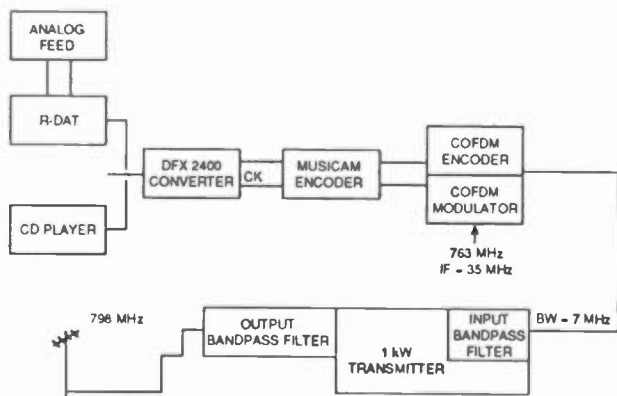 ANALOG
FEED
R-DAT
CD PLAYER
DFX 2400
CONVERTER
CK
MUSICAM
ENCODER
COFDM
ENCODER
COFDM
MODULATOR
763 MHz
IF = 35 MHz
798 MHz
OUTPUT
BANDPASS FILTER
1 kW
TRANSMITTER
INPUT
BANDPASS
FILTER
BW = 7 MHz